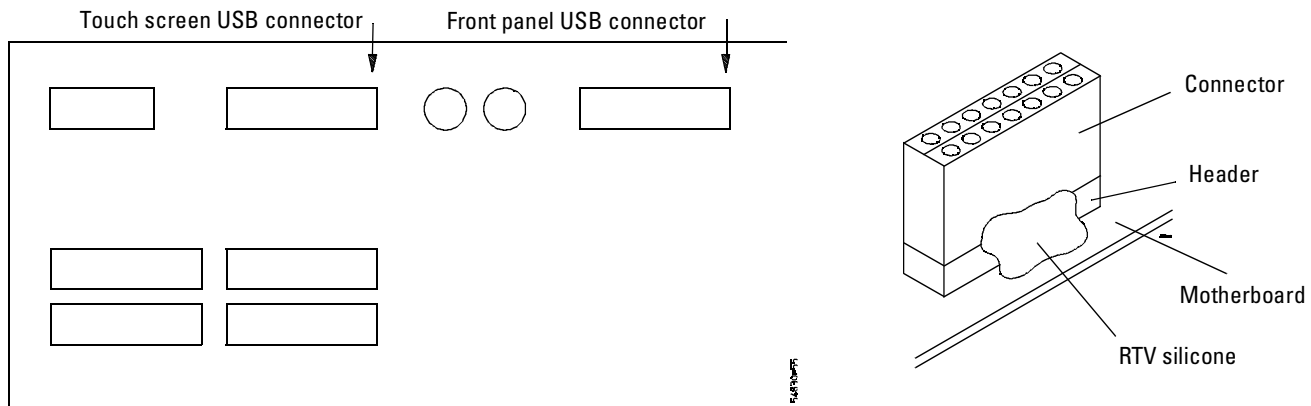 Touch screen USB connector
Front panel USB connector
Connector
Header
Motherboard
RTV silicone